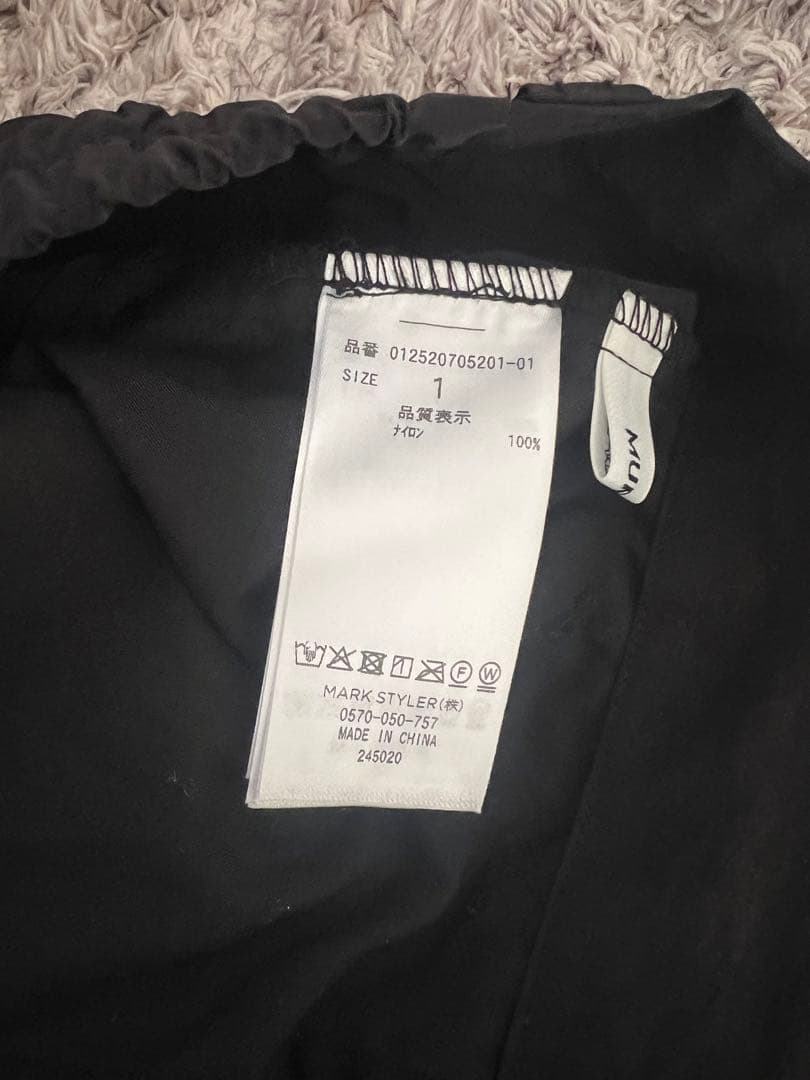 品番 012520705201-01
SIZE 1
品質表示
ナイロン 100%
F W
MARK STYLER(株)
0570-050-757
MADE IN CHINA
245020